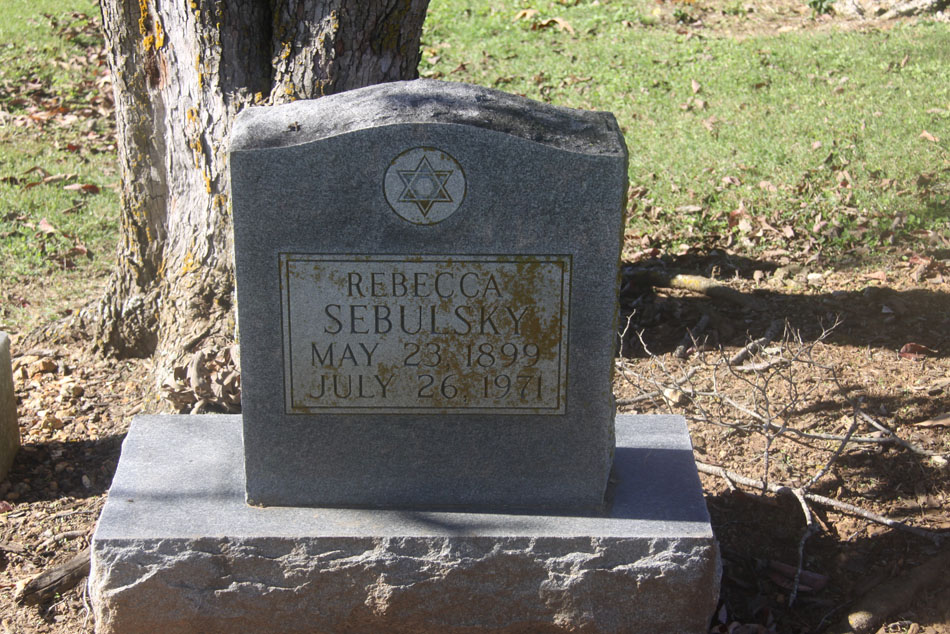 REBECCA
SEBULSKY
MAY 23, 1899
JULY 26, 1971